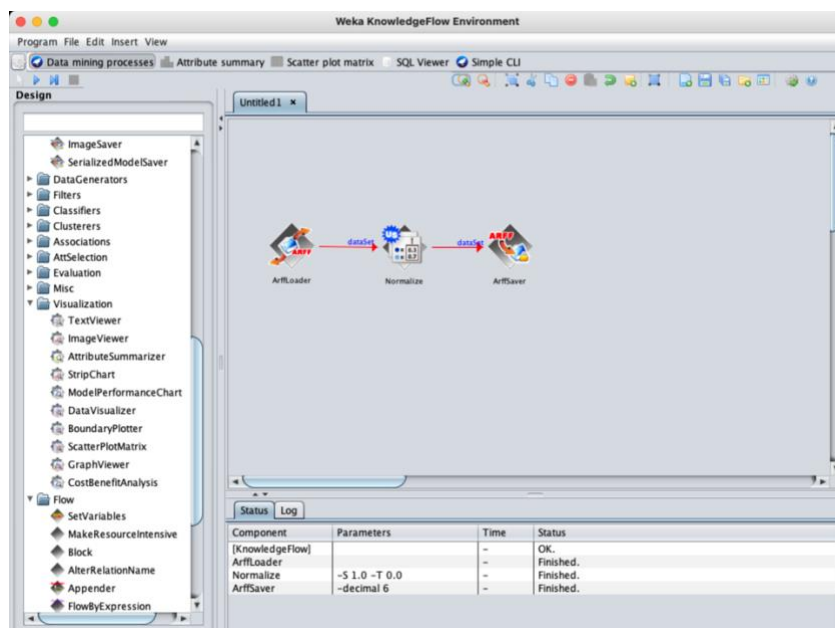 Weka KnowledgeFlow Environment
Program File Edit Insert View
Data mining processes Attribute summary Scatter plot matrix SQL Viewer Simple CLI
Design
Untitled1
ImageSaver
SerializedModelSaver
DataGenerators
Filters
Classifiers
Clusterers
Associations
AttSelection
Evaluation
Misc
Visualization
TextViewer
ImageViewer
AttributeSummarizer
StripChart
ModelPerformanceChart
DataVisualizer
BoundaryPlotter
ScatterPlotMatrix
GraphViewer
CostBenefitAnalysis
Flow
SetVariables
MakeResourceIntensive
Block
AlterRelationName
Appender
FlowByExpression
ARFF
dataSet
dataSet
ARFF
ArffLoader
Normalize
ArffSaver
Status Log
Component Parameters Time Status
[KnowledgeFlow] - OK.
ArffLoader - Finished.
Normalize -S 1.0 -T 0.0 - Finished.
ArffSaver -decimal 6 - Finished.